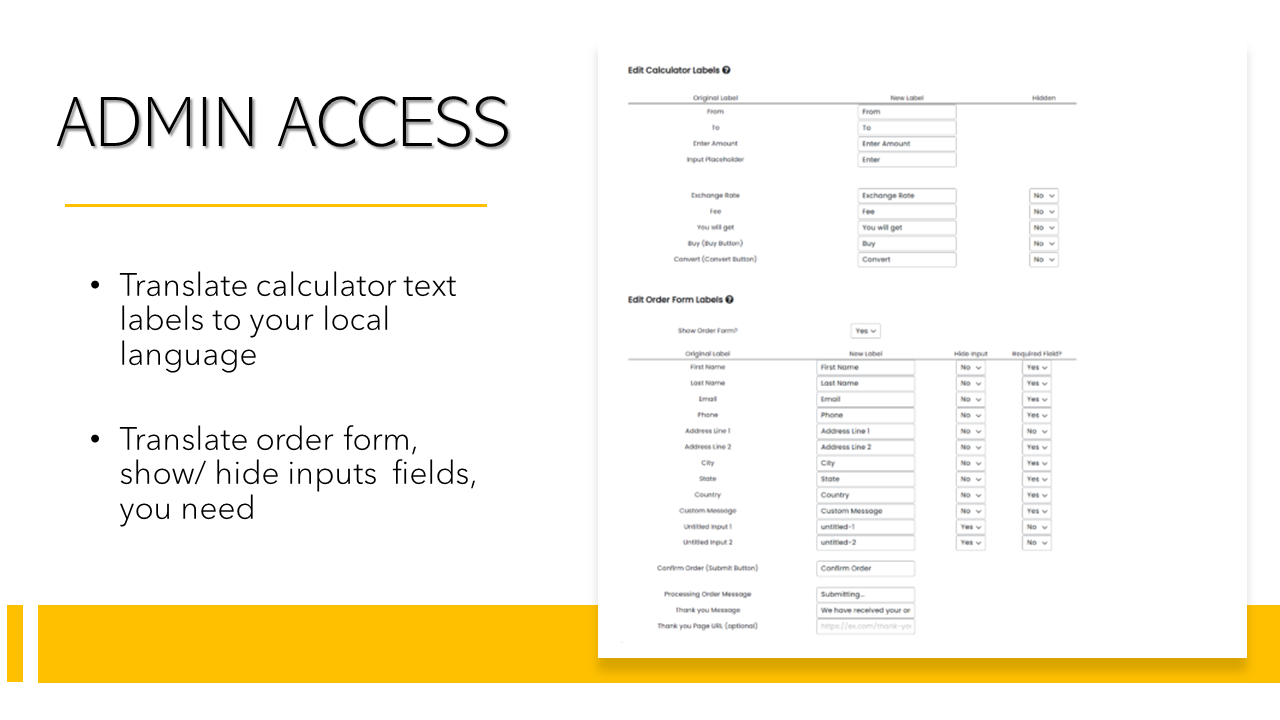 ADMIN ACCESS
• Translate calculator text
labels to your local
language
• Translate order form,
show/ hide inputs  fields,
you need
Edit Calculator Labels
Original Label New Label Hidden
From From
To To
Enter Amount Enter Amount
Input Placeholder Enter
Exchange Rate Exchange Rate No
Fee Fee No
You will get You will get No
Buy (Buy Button) Buy No
Convert (Convert Button) Convert No
Edit Order Form Labels
Show Order Form? Yes
Original Label New Label Hide Input Required Field?
First Name First Name No Yes
Last Name Last Name No Yes
Email Email No Yes
Phone Phone No Yes
Address Line 1 Address Line 1 No No
Address Line 2 Address Line 2 No Yes
City City No Yes
State State No Yes
Country Country No Yes
Custom Message Custom Message No Yes
Untitled Input 1 untitled-1 Yes No
Untitled Input 2 untitled-2 Yes No
Confirm Order (Submit Button) Confirm Order
Processing Order Message Submitting...
Thank you Message We have received your or
Thank you Page URL (optional) https://ex.com/thank-yo